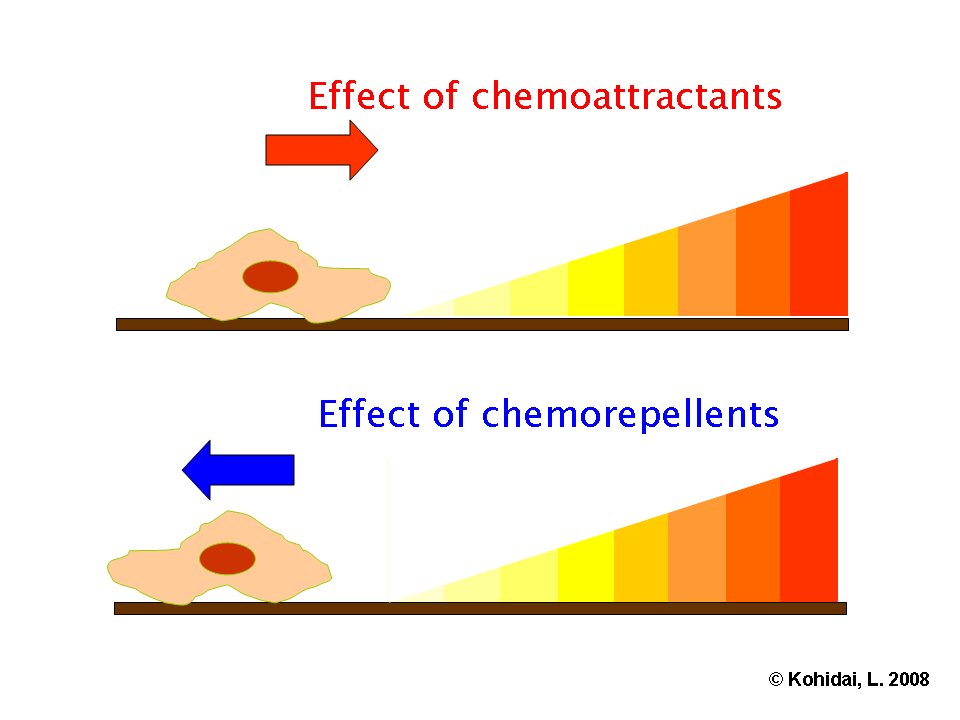 Effect of chemoattractants
Effect of chemorepellents
© Kohidai, L. 2008